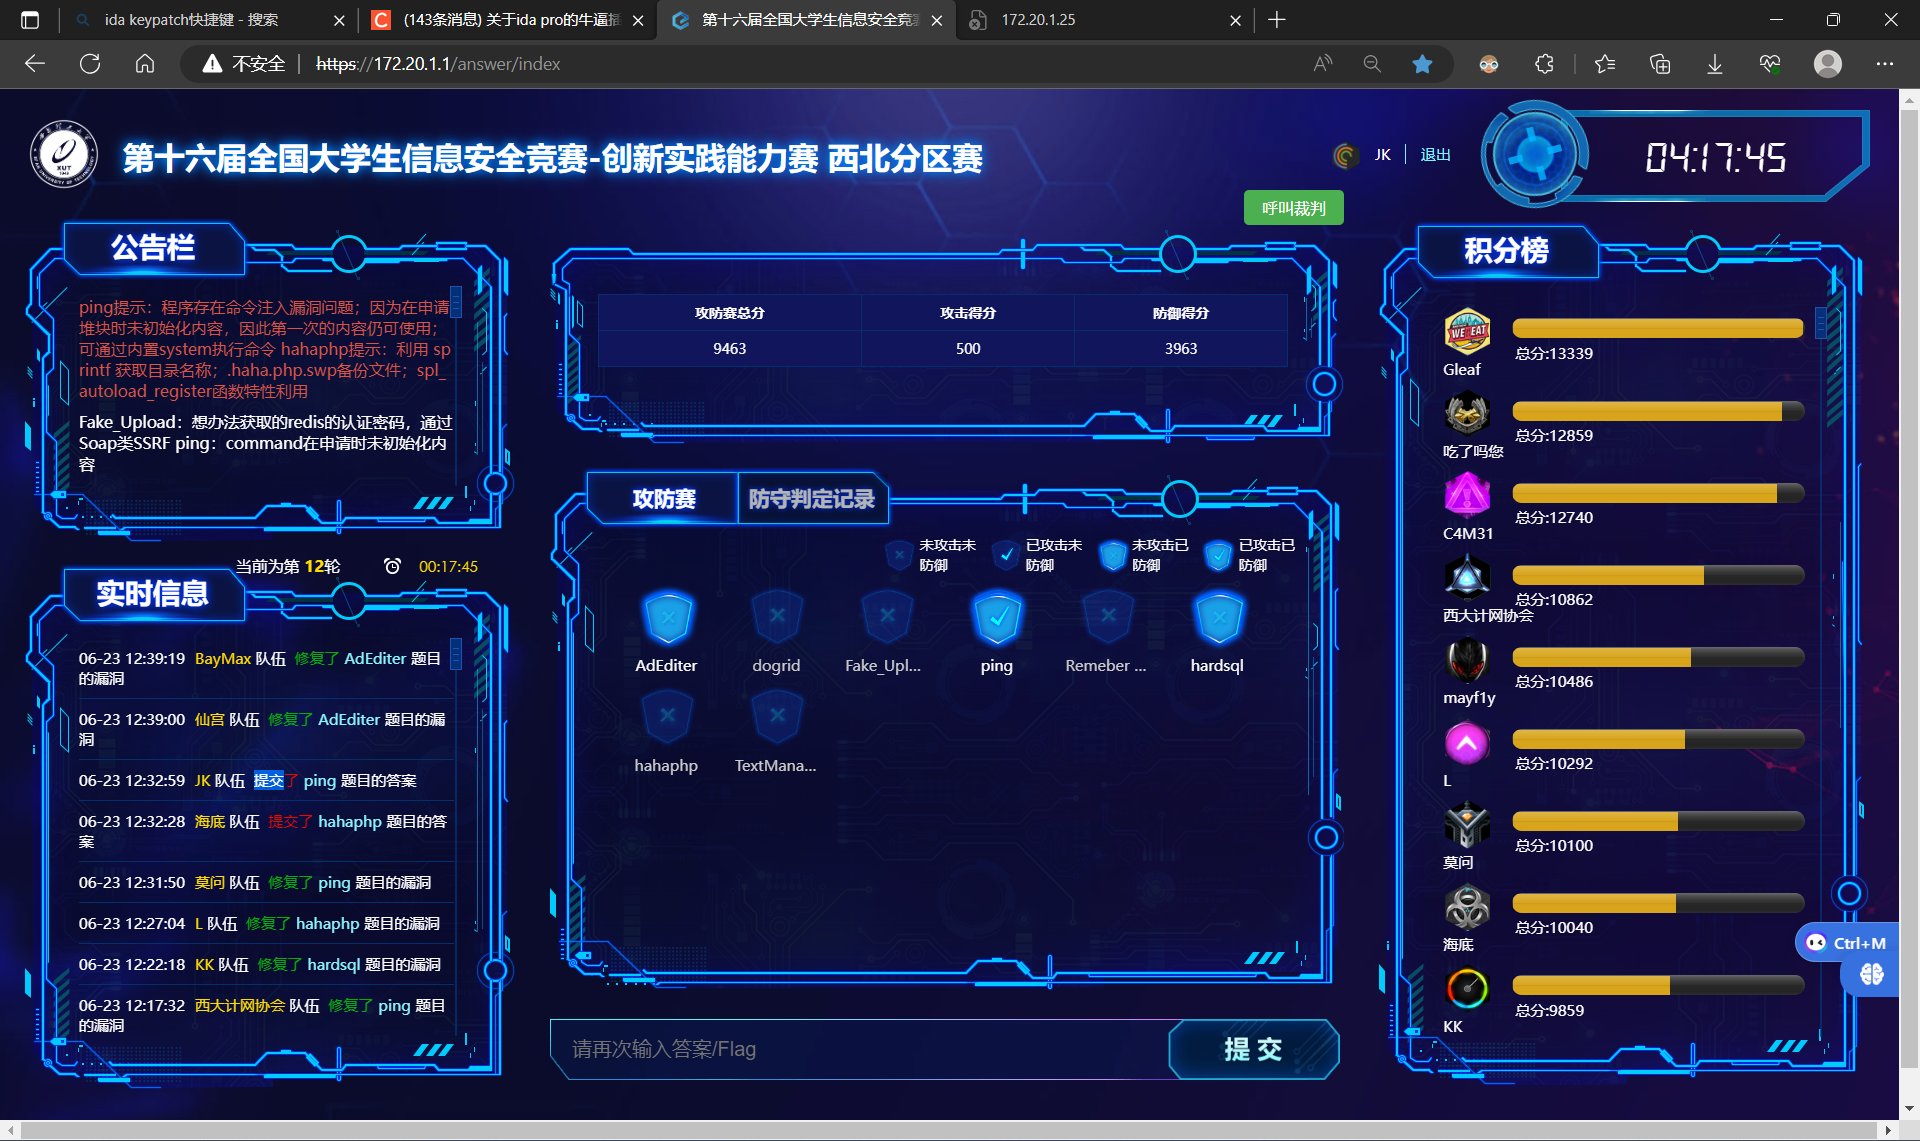 ida keypatch快捷键 - 搜索
(143条消息) 关于ida pro的牛逼插
第十六届全国大学生信息安全竞赛
172.20.1.25
不安全
https://172.20.1.1/answer/index
第十六届全国大学生信息安全竞赛-创新实践能力赛 西北分区赛
JK
退出
04:17:45
呼叫裁判
公告栏
ping提示：程序存在命令注入漏洞问题；因为在申请
堆块时未初始化内容，因此第一次的内容仍可使用；
可通过内置system执行命令 hahaphp提示：利用 sp
rintf 获取目录名称；.haha.php.swp备份文件；spl_
autoload_register函数特性利用
Fake_Upload：想办法获取的redis的认证密码，通过
Soap类SSRF ping：command在申请时未初始化内
容
当前为第 12轮
00:17:45
实时信息
06-23 12:39:19 BayMax 队伍 修复了 AdEditer 题目
的漏洞
06-23 12:39:00 仙宫 队伍 修复了 AdEditer 题目的漏
洞
06-23 12:32:59 JK 队伍 提交了 ping 题目的答案
06-23 12:32:28 海底 队伍 提交了 hahaphp 题目的答
案
06-23 12:31:50 莫问 队伍 修复了 ping 题目的漏洞
06-23 12:27:04 L 队伍 修复了 hahaphp 题目的漏洞
06-23 12:22:18 KK 队伍 修复了 hardsql 题目的漏洞
06-23 12:17:32 西大计网协会 队伍 修复了 ping 题目
的漏洞
攻防赛总分 攻击得分 防御得分
9463 500 3963
攻防赛
防守判定记录
未攻击未
防御
已攻击未
防御
未攻击已
防御
已攻击已
防御
AdEditer dogrid Fake_Upl... ping Remeber ... hardsql
hahaphp TextMana...
请再次输入答案/Flag
提 交
积分榜
总分:13339
Gleaf
总分:12859
吃了吗您
总分:12740
C4M31
总分:10862
西大计网协会
总分:10486
mayf1y
总分:10292
L
总分:10100
莫问
总分:10040
海底
总分:9859
KK
Ctrl+M